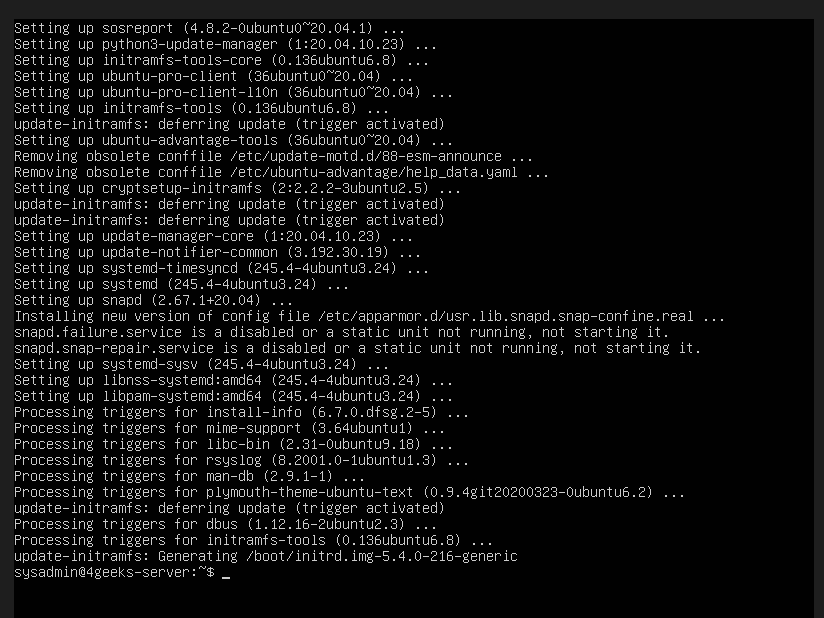 Setting up sosreport (4.8.2-0ubuntu0~20.04.1) ...
Setting up python3-update-manager (1:20.04.10.23) ...
Setting up initramfs-tools-core (0.136ubuntu6.8) ...
Setting up ubuntu-pro-client (36ubuntu0~20.04) ...
Setting up ubuntu-pro-client-l10n (36ubuntu0~20.04) ...
Setting up initramfs-tools (0.136ubuntu6.8) ...
update-initramfs: deferring update (trigger activated)
Setting up ubuntu-advantage-tools (36ubuntu0~20.04) ...
Removing obsolete conffile /etc/update-motd.d/88-esm-announce ...
Removing obsolete conffile /etc/ubuntu-advantage/help_data.yaml ...
Setting up cryptsetup-initramfs (2:2.2.2-3ubuntu2.5) ...
update-initramfs: deferring update (trigger activated)
update-initramfs: deferring update (trigger activated)
Setting up update-manager-core (1:20.04.10.23) ...
Setting up update-notifier-common (3.192.30.19) ...
Setting up systemd-timesyncd (245.4-4ubuntu3.24) ...
Setting up systemd (245.4-4ubuntu3.24) ...
Setting up snapd (2.67.1+20.04) ...
Installing new version of config file /etc/apparmor.d/usr.lib.snapd.snap-confine.real ...
snapd.failure.service is a disabled or a static unit not running, not starting it.
snapd.snap-repair.service is a disabled or a static unit not running, not starting it.
Setting up systemd-sysv (245.4-4ubuntu3.24) ...
Setting up libnss-systemd:amd64 (245.4-4ubuntu3.24) ...
Setting up libpam-systemd:amd64 (245.4-4ubuntu3.24) ...
Processing triggers for install-info (6.7.0.dfsg.2-5) ...
Processing triggers for mime-support (3.64ubuntu1) ...
Processing triggers for libc-bin (2.31-0ubuntu9.18) ...
Processing triggers for rsyslog (8.2001.0-1ubuntu1.3) ...
Processing triggers for man-db (2.9.1-1) ...
Processing triggers for plymouth-theme-ubuntu-text (0.9.4git20200323-0ubuntu6.2) ...
update-initramfs: deferring update (trigger activated)
Processing triggers for dbus (1.12.16-2ubuntu2.3) ...
Processing triggers for initramfs-tools (0.136ubuntu6.8) ...
update-initramfs: Generating /boot/initrd.img-5.4.0-216-generic
sysadmin@4geeks-server:~$ _